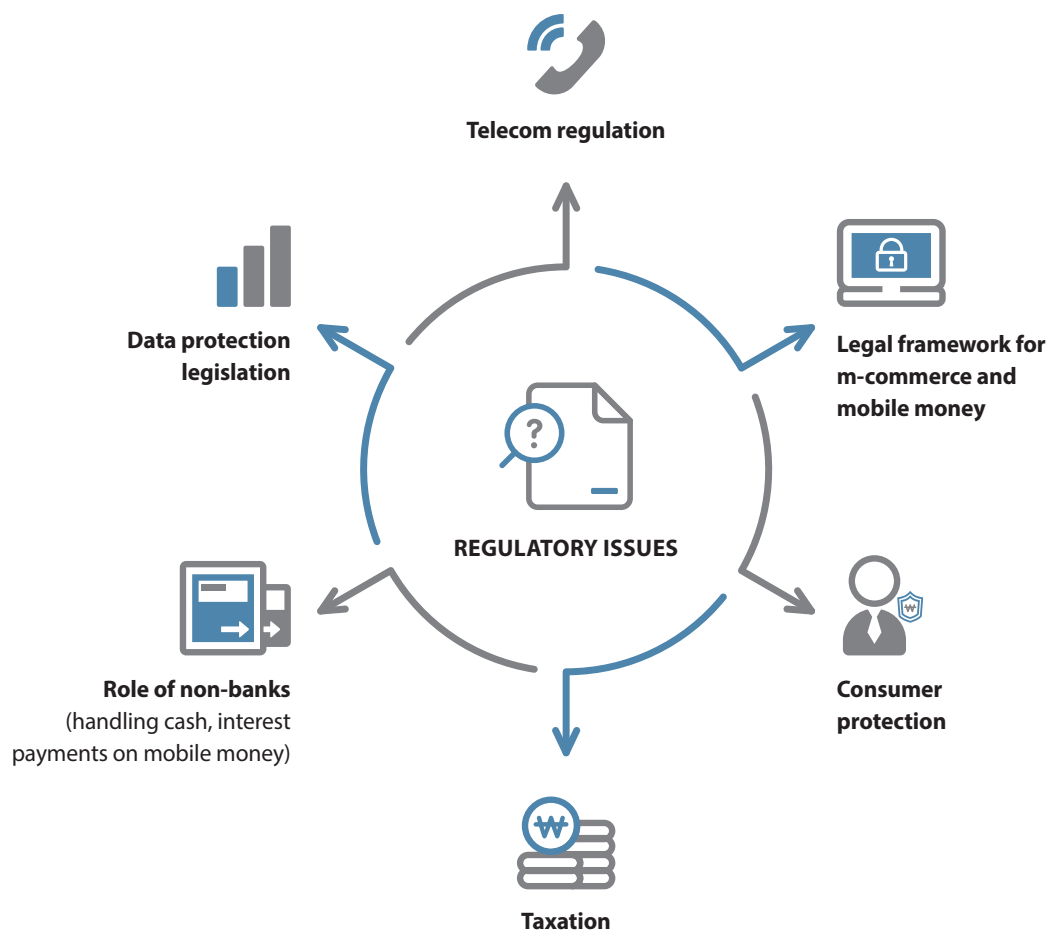 Telecom regulation
Data protection
legislation
Legal framework for
m-commerce and
mobile money
?
REGULATORY ISSUES
Role of non-banks
(handling cash, interest
payments on mobile money)
Consumer
protection
₩
₩
Taxation